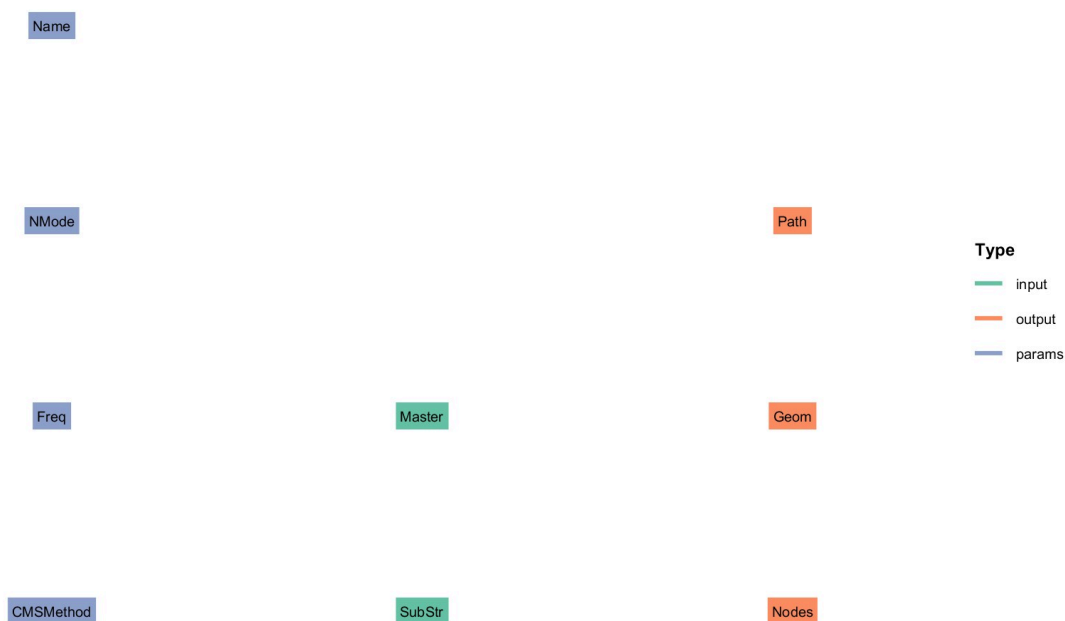 Name
NMode
Path
Type
input
output
params
Freq
Master
Geom
CMSMethod
SubStr
Nodes